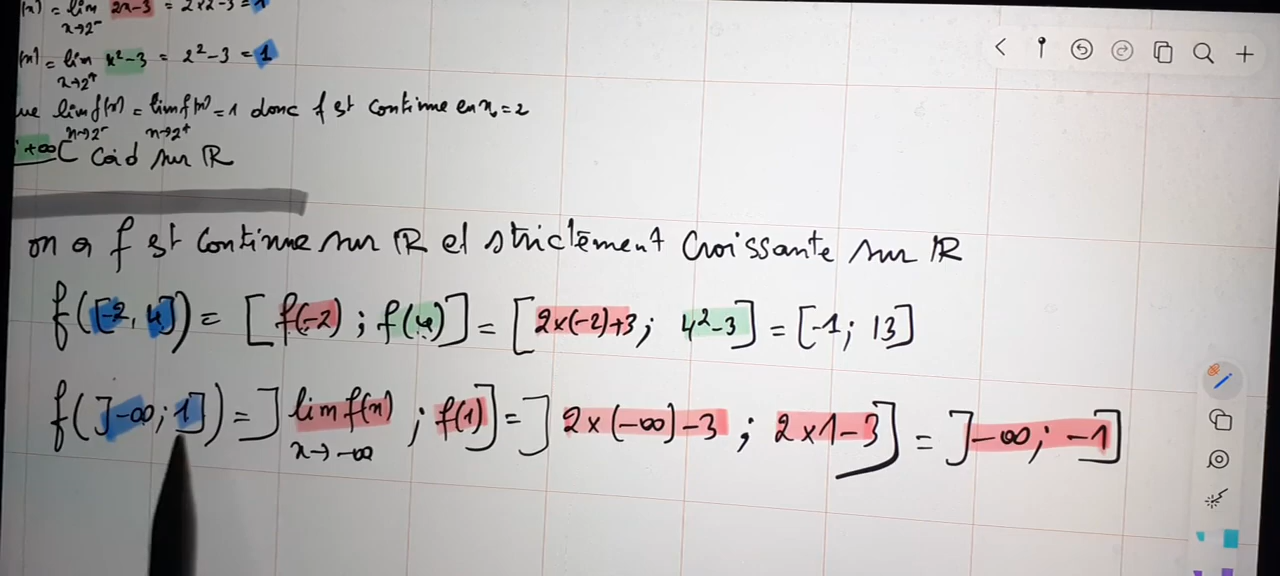 (x) = lim 2x-3 = 2×2-3 = 1
x→2⁻
(x) = lim x²-3 = 2²-3 = 1
x→2⁺
ue lim f(x) = lim f(x) = 1 donc f st continue en x₀ = 2
x→2⁻ x→2⁺
+∞[ Càd sur ℝ
on a f st continue sur ℝ et strictement croissante sur ℝ
f([-2, 4]) = [f(-2) ; f(4)] = [2×(-2)+3 ; 4²-3] = [-1 ; 13]
f(]-∞ ; 1]) = ]lim f(x) ; f(1)] = ]2×(-∞)-3 ; 2×1-3] = ]-∞ ; -1]
x→-∞